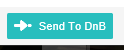 Send To DnB